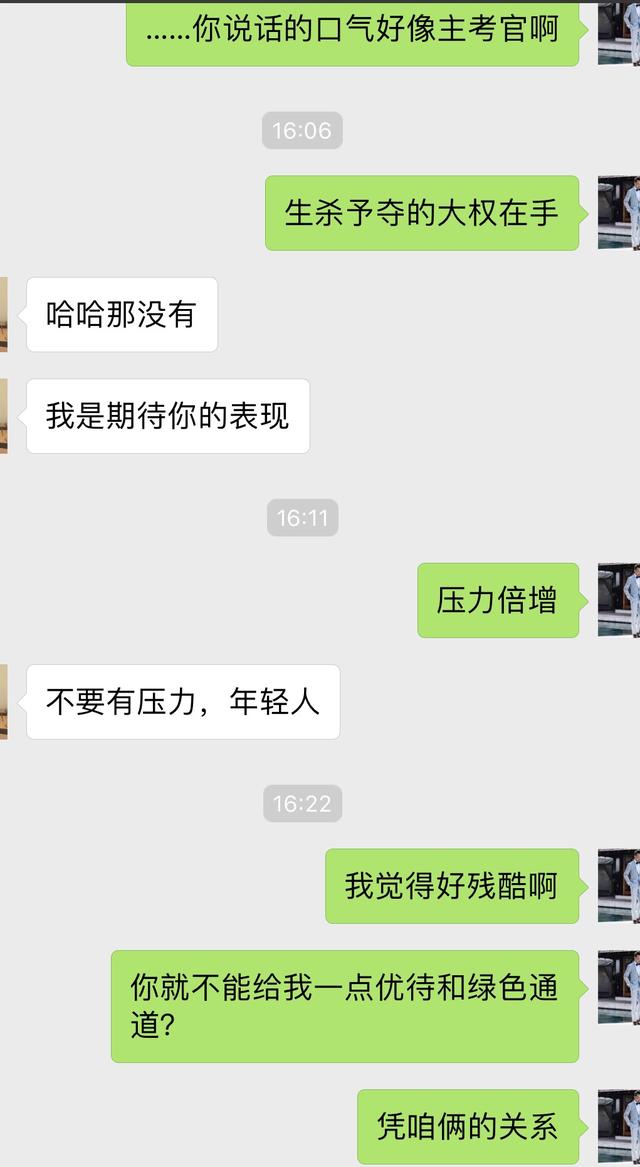 ……你说话的口气好像主考官啊
16:06
生杀予夺的大权在手
哈哈那没有
我是期待你的表现
16:11
压力倍增
不要有压力，年轻人
16:22
我觉得好残酷啊
你就不能给我一点优待和绿色通
道？
凭咱俩的关系